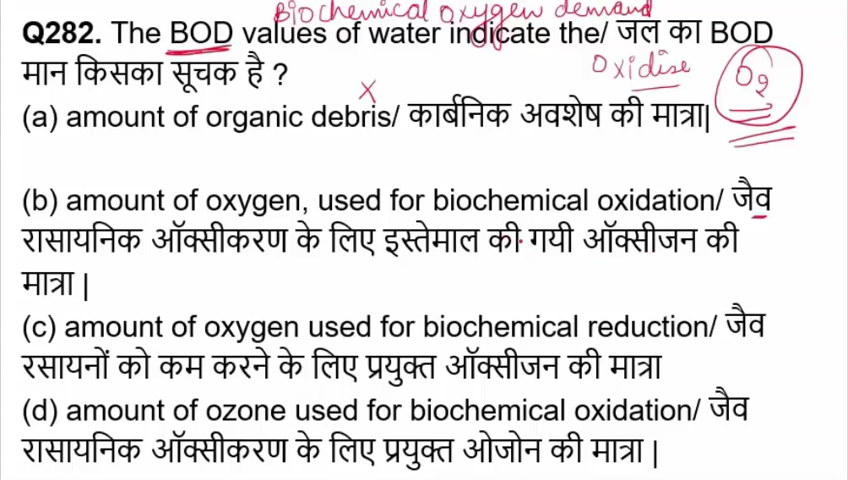 Biochemical oxygen demand
Q282. The BOD values of water indicate the/ जल का BOD
मान किसका सूचक है ?
Oxidise
O2
x
(a) amount of organic debris/ कार्बनिक अवशेष की मात्रा|
(b) amount of oxygen, used for biochemical oxidation/ जैव
रासायनिक ऑक्सीकरण के लिए इस्तेमाल की गयी ऑक्सीजन की
मात्रा |
(c) amount of oxygen used for biochemical reduction/ जैव
रसायनों को कम करने के लिए प्रयुक्त ऑक्सीजन की मात्रा
(d) amount of ozone used for biochemical oxidation/ जैव
रासायनिक ऑक्सीकरण के लिए प्रयुक्त ओजोन की मात्रा |